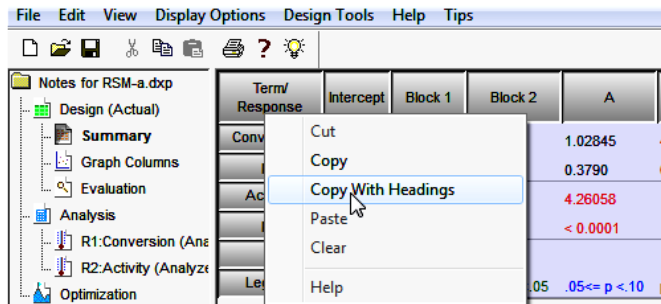 File Edit View Display Options Design Tools Help Tips
Notes for RSM-a.dxp
Design (Actual)
Summary
Graph Columns
Evaluation
Analysis
R1:Conversion (Ana
R2:Activity (Analyze
Optimization
Term/
Response
Intercept
Block 1
Block 2
A
Conv
1.02845
0.3790
Ac
4.26058
< 0.0001
Leg
.05 .05<= p <.10
Cut
Copy
Copy With Headings
Paste
Clear
Help